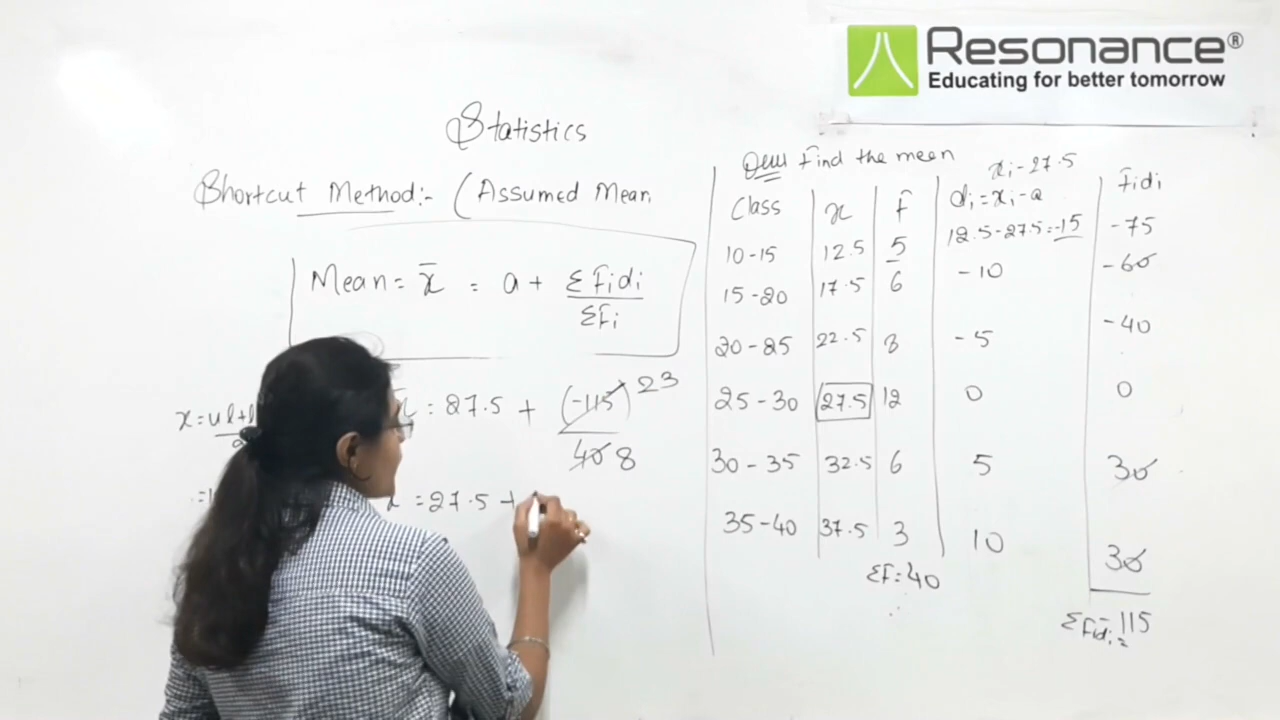 Resonance®
Educating for better tomorrow
Statistics
Shortcut Method:- (Assumed Mean
Mean = x̄ = a + Σfidi / Σfi
x = ul+l
= 27.5 + (-115) 23 / 40 8
= 27.5 +
Ques Find the mean
xi-27.5
Class x f di=xi-a fidi
10-15 12.5 5 12.5-27.5=-15 -75
15-20 17.5 6 -10 -60
20-25 22.5 8 -5 -40
25-30 27.5 12 0 0
30-35 32.5 6 5 30
35-40 37.5 3 10 30
Σf=40
Σfidi=-115